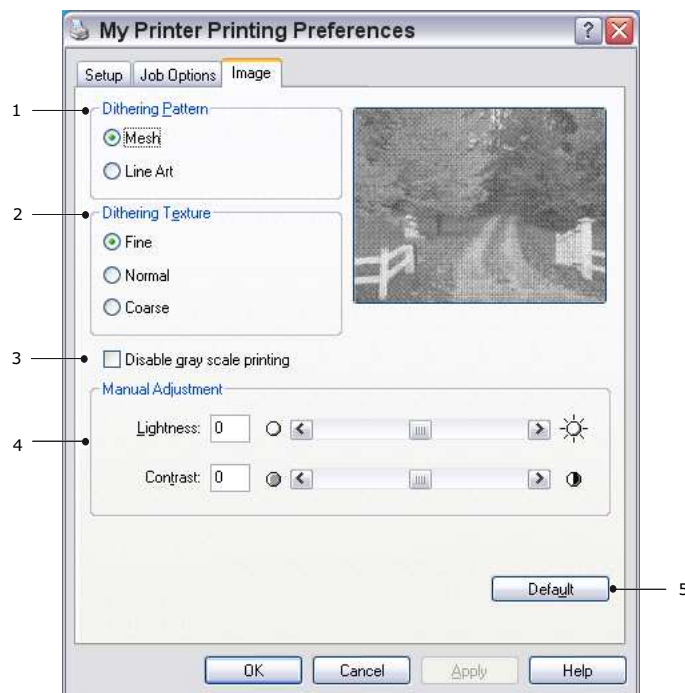 My Printer Printing Preferences
Setup Job Options Image
1 Dithering Pattern
Mesh
Line Art
2 Dithering Texture
Fine
Normal
Coarse
3 Disable gray scale printing
Manual Adjustment
4
Lightness: 0
Contrast: 0
Default 5
OK Cancel Apply Help